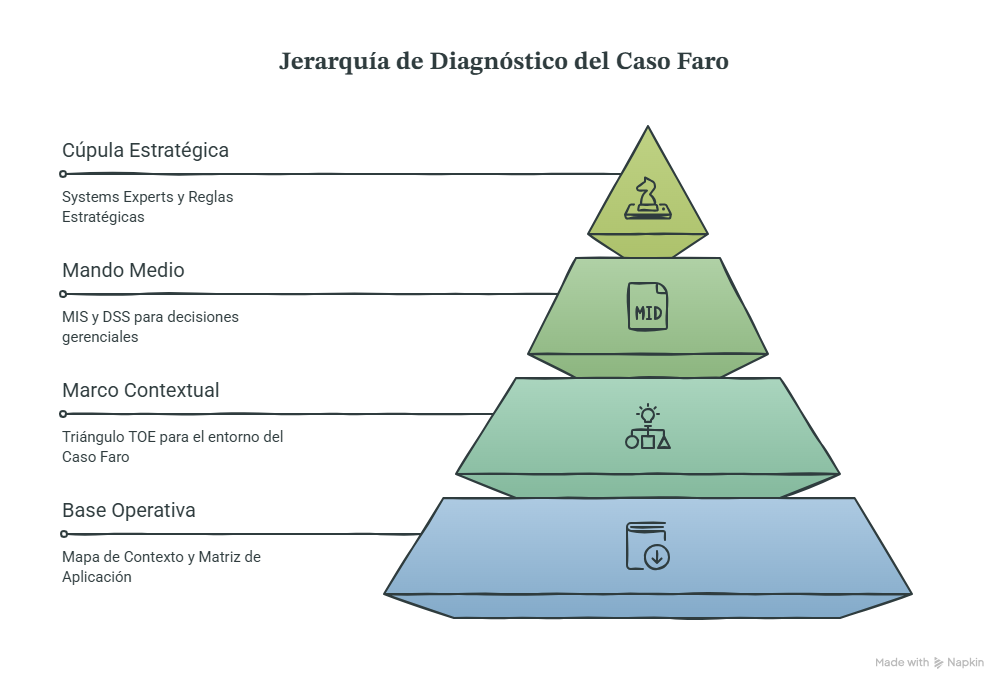 Jerarquía de Diagnóstico del Caso Faro
Cúpula Estratégica
Systems Experts y Reglas
Estratégicas
Mando Medio
MIS y DSS para decisiones
gerenciales
MID
Marco Contextual
Triángulo TOE para el entorno del
Caso Faro
Base Operativa
Mapa de Contexto y Matriz de
Aplicación
Made with Napkin